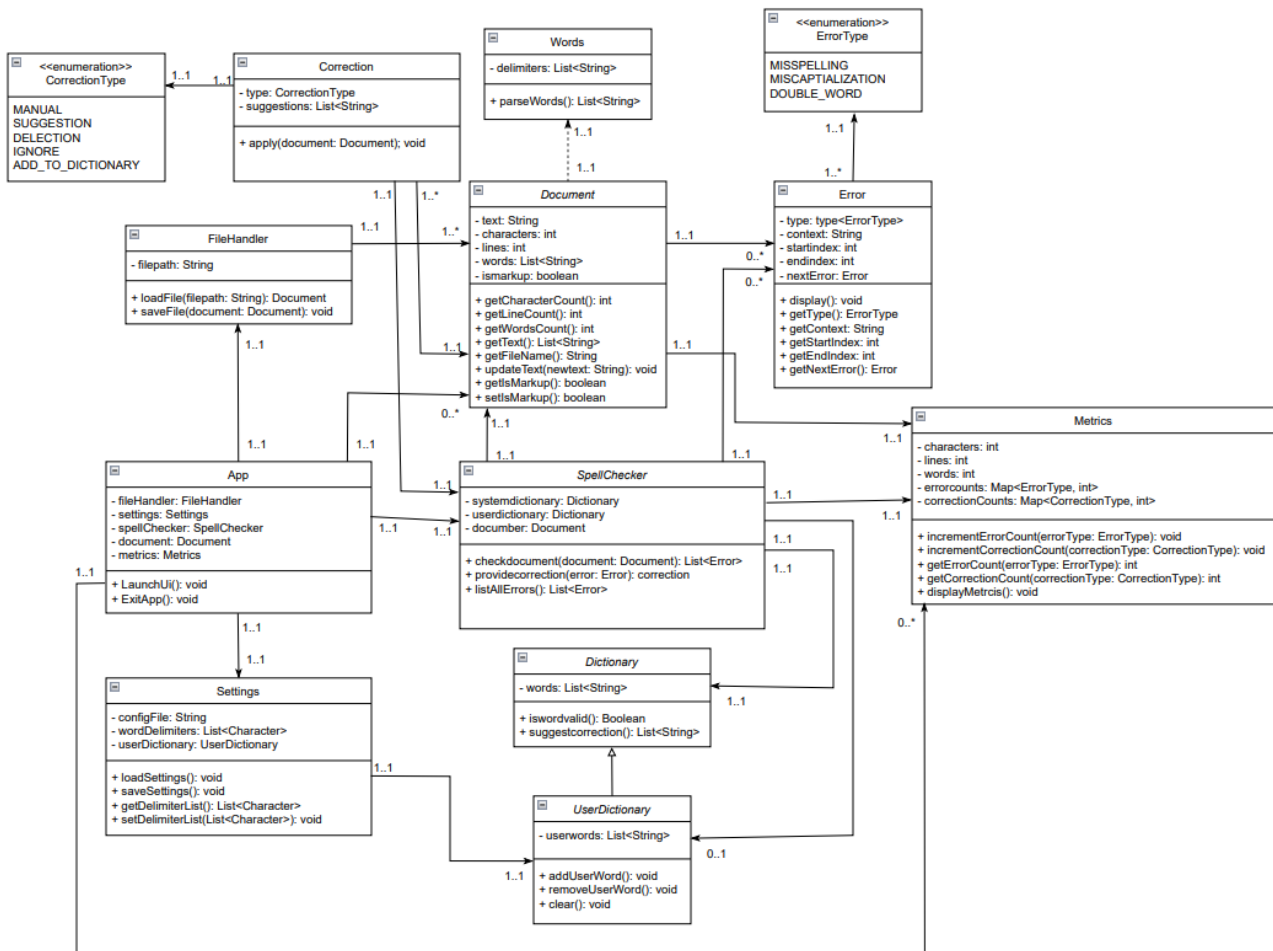 <<enumeration>>
CorrectionType
MANUAL
SUGGESTION
DELECTION
IGNORE
ADD_TO_DICTIONARY
1..1
1..1
Correction
- type: CorrectionType
- suggestions: List<String>
+ apply(document: Document); void
1..1
1..*
Words
- delimiters: List<String>
+ parseWords(): List<String>
1..1
1..1
<<enumeration>>
ErrorType
MISSPELLING
MISCAPTIALIZATION
DOUBLE_WORD
1..1
1..*
FileHandler
- filepath: String
+ loadFile(filepath: String): Document
+ saveFile(document: Document): void
1..1
1..*
1..1
Document
- text: String
- characters: int
- lines: int
- words: List<String>
- ismarkup: boolean
+ getCharacterCount(): int
+ getLineCount(): int
+ getWordsCount(): int
+ getText(): List<String>
+ getFileName(): String
+ updateText(newtext: String): void
+ getIsMarkup(): boolean
+ setIsMarkup(): boolean
1..1
0..*
0..*
1..1
1..1
0..*
1..1
1..1
Error
- type: type<ErrorType>
- context: String
- startindex: int
- endindex: int
- nextError: Error
+ display(): void
+ getType(): ErrorType
+ getContext: String
+ getStartIndex: int
+ getEndIndex: int
+ getNextError(): Error
1..1
1..1
1..1
App
- fileHandler: FileHandler
- settings: Settings
- spellChecker: SpellChecker
- document: Document
- metrics: Metrics
+ LaunchUi(): void
+ ExitApp(): void
1..1
1..1
1..1
1..1
1..1
SpellChecker
- systemdictionary: Dictionary
- userdictionary: Dictionary
- documber: Document
+ checkdocument(document: Document): List<Error>
+ providecorrection(error: Error): correction
+ listAllErrors(): List<Error>
1..1
1..1
1..1
1..1
1..1
1..1
Metrics
- characters: int
- lines: int
- words: int
- errorcounts: Map<ErrorType, int>
- correctionCounts: Map<CorrectionType, int>
+ incrementErrorCount(errorType: ErrorType): void
+ incrementCorrectionCount(correctionType: CorrectionType): void
+ getErrorCount(errorType: ErrorType): int
+ getCorrectionCount(correctionType: CorrectionType): int
+ displayMetrcis(): void
0..*
1..1
Settings
- configFile: String
- wordDelimiters: List<Character>
- userDictionary: UserDictionary
+ loadSettings(): void
+ saveSettings(): void
+ getDelimiterList(): List<Character>
+ setDelimiterList(List<Character>): void
1..1
1..1
Dictionary
- words: List<String>
+ iswordvalid(): Boolean
+ suggestcorrection(): List<String>
1..1
UserDictionary
- userwords: List<String>
+ addUserWord(): void
+ removeUserWord(): void
+ clear(): void
0..1